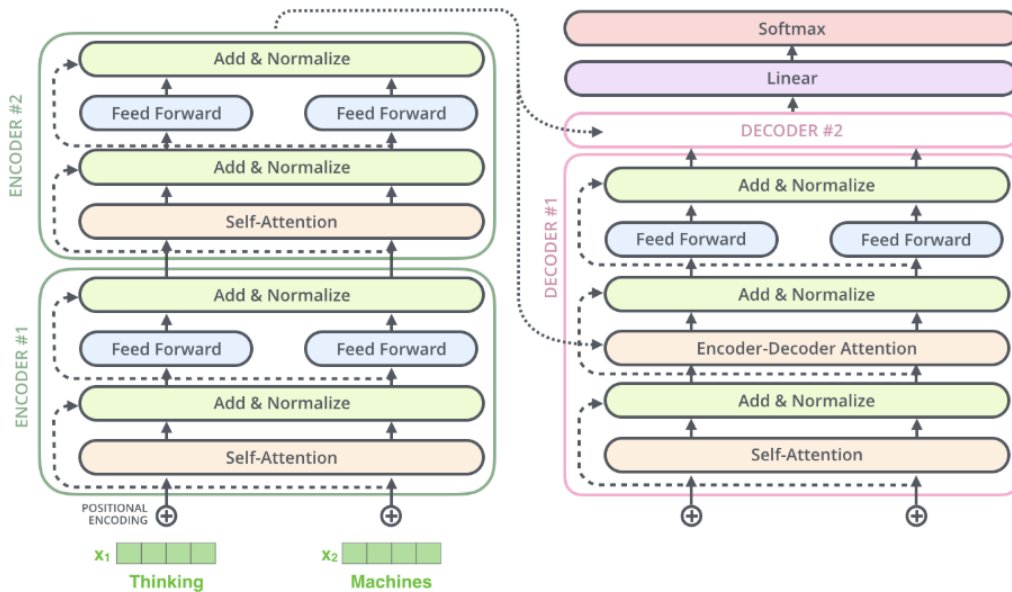 ENCODER #2
Add & Normalize
Feed Forward
Feed Forward
Add & Normalize
Self-Attention
ENCODER #1
Add & Normalize
Feed Forward
Feed Forward
Add & Normalize
Self-Attention
POSITIONAL
ENCODING
x1
x2
Thinking
Machines
Softmax
Linear
DECODER #2
DECODER #1
Add & Normalize
Feed Forward
Feed Forward
Add & Normalize
Encoder-Decoder Attention
Add & Normalize
Self-Attention